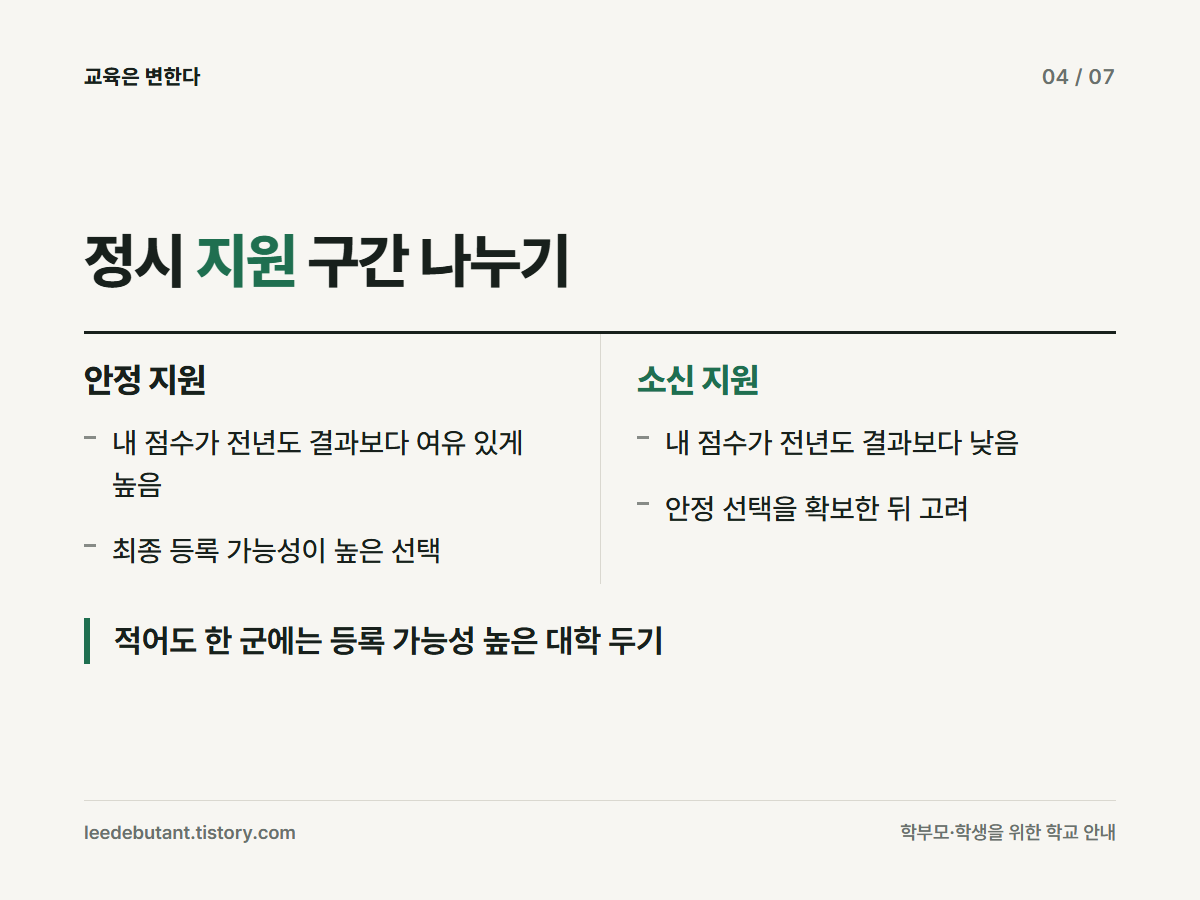 교육은 변한다
04 / 07
정시 지원 구간 나누기
안정 지원
- 내 점수가 전년도 결과보다 여유 있게
높음
- 최종 등록 가능성이 높은 선택
소신 지원
- 내 점수가 전년도 결과보다 낮음
- 안정 선택을 확보한 뒤 고려
적어도 한 군에는 등록 가능성 높은 대학 두기
leedebutant.tistory.com
학부모·학생을 위한 학교 안내